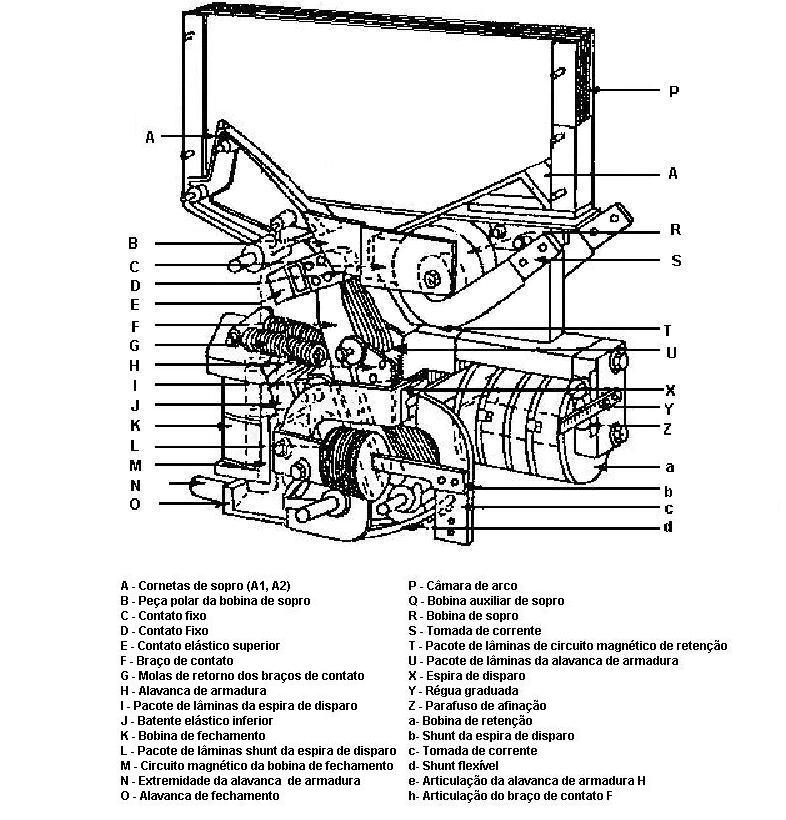 P
A
A
B
C
D
E
F
G
H
I
J
K
L
M
N
O
R
S
T
U
X
Y
Z
a
b
c
d
A - Cornetas de sopro (A1, A2)
B - Peça polar da bobina de sopro
C - Contato fixo
D - Contato Fixo
E - Contato elástico superior
F - Braço de contato
G - Molas de retorno dos braços de contato
H - Alavanca de armadura
I - Pacote de lâminas da espira de disparo
J - Batente elástico inferior
K - Bobina de fechamento
L - Pacote de lâminas shunt da espira de disparo
M - Circuito magnético da bobina de fechamento
N - Extremidade da alavanca de armadura
O - Alavanca de fechamento
P - Câmara de arco
Q - Bobina auxiliar de sopro
R - Bobina de sopro
S - Tomada de corrente
T - Pacote de lâminas de circuito magnético de retenção
U - Pacote de lâminas da alavanca de armadura
X - Espira de disparo
Y - Régua graduada
Z - Parafuso de afinação
a- Bobina de retenção
b- Shunt da espira de disparo
c- Tomada de corrente
d- Shunt flexível
e- Articulação da alavanca de armadura H
h- Articulação do braço de contato F